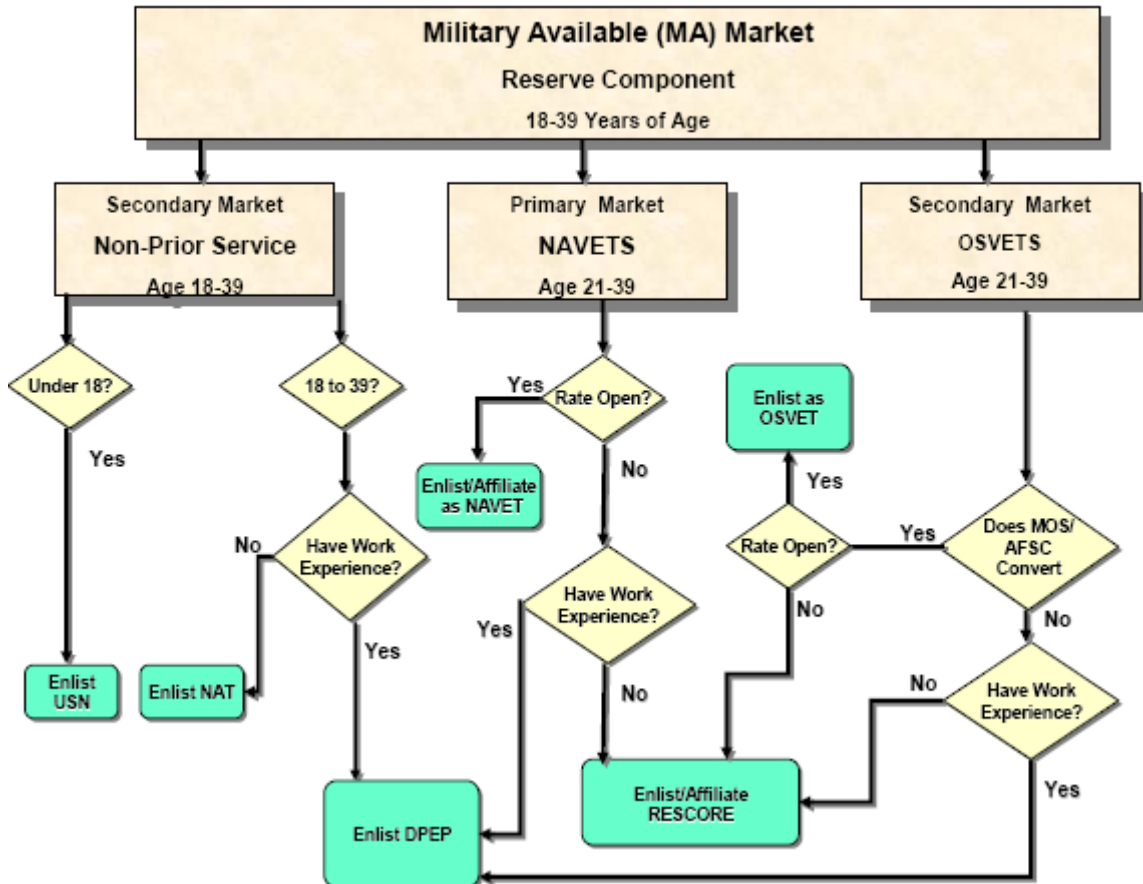 Military Available (MA) Market
Reserve Component
18-39 Years of Age
Secondary Market
Non-Prior Service
Age 18-39
Primary Market
NAVETS
Age 21-39
Secondary Market
OSVETS
Age 21-39
Under 18?
18 to 39?
Yes
Rate Open?
Enlist as
OSVET
Yes
Enlist/Affiliate
as NAVET
No
Yes
No
Have Work
Experience?
Rate Open?
Yes
Does MOS/
AFSC
Convert
Yes
Have Work
Experience?
No
No
Yes
Enlist
USN
Enlist NAT
No
No
Have Work
Experience?
Enlist DPEP
Enlist/Affiliate
RESCORE
Yes